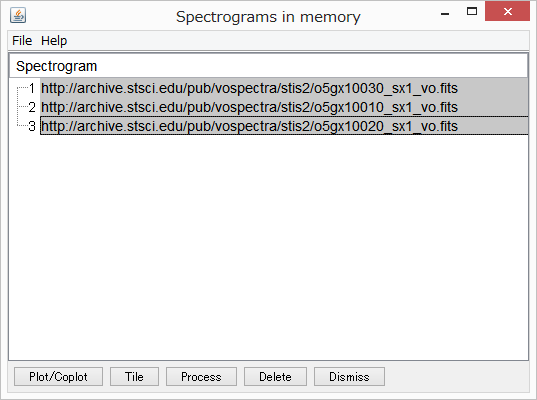 Spectrograms in memory
File Help
Spectrogram
1 http://archive.stsci.edu/pub/vospectra/stis2/o5gx10030_sx1_vo.fits
2 http://archive.stsci.edu/pub/vospectra/stis2/o5gx10010_sx1_vo.fits
3 http://archive.stsci.edu/pub/vospectra/stis2/o5gx10020_sx1_vo.fits
Plot/Coplot Tile Process Delete Dismiss